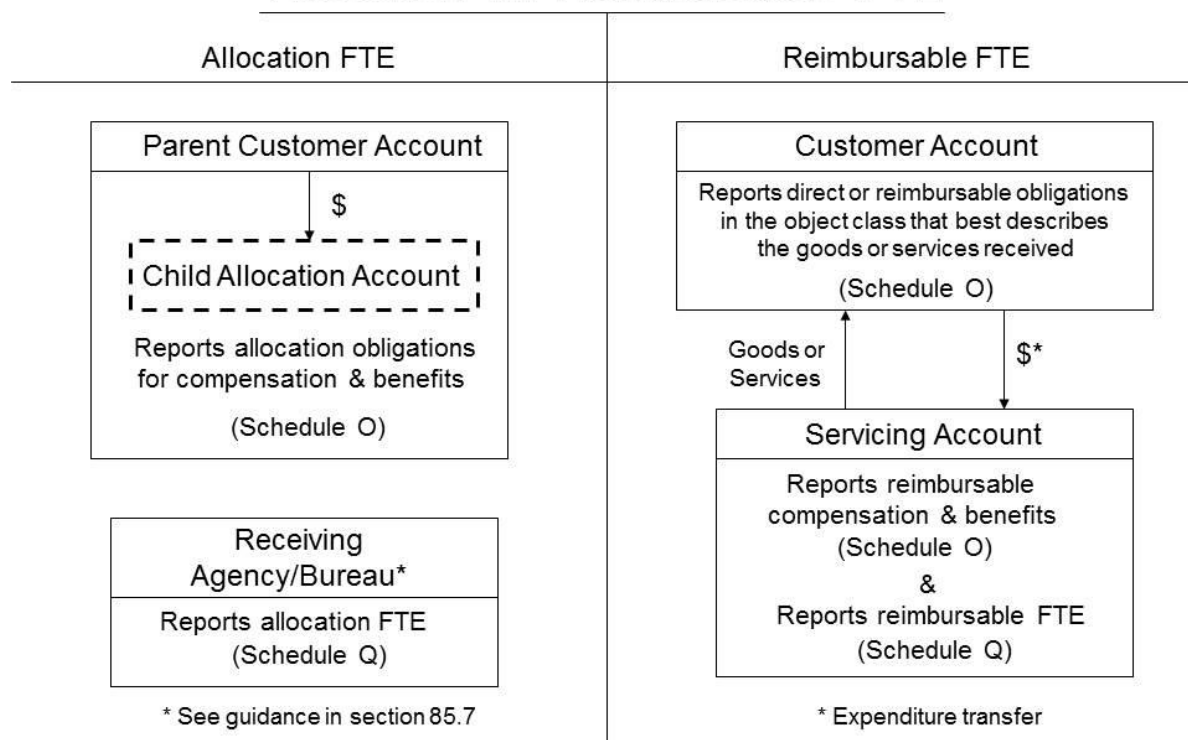 Allocation FTE
Parent Customer Account
$
Child Allocation Account
Reports allocation obligations
for compensation & benefits
(Schedule O)
Receiving
Agency/Bureau*
Reports allocation FTE
(Schedule Q)
* See guidance in section 85.7
Reimbursable FTE
Customer Account
Reports direct or reimbursable obligations
in the object class that best describes
the goods or services received
(Schedule O)
Goods or
Services
$*
Servicing Account
Reports reimbursable
compensation & benefits
(Schedule O)
&
Reports reimbursable FTE
(Schedule Q)
* Expenditure transfer